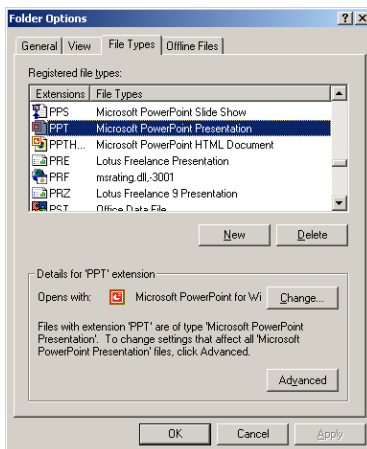 Folder Options
General View File Types Offline Files
Registered file types:
Extensions File Types
PPS Microsoft PowerPoint Slide Show
PPT Microsoft PowerPoint Presentation
PPTH... Microsoft PowerPoint HTML Document
PRE Lotus Freelance Presentation
PRF msrating.dll,-3001
PRZ Lotus Freelance 9 Presentation
PST Office Data File
New Delete
Details for 'PPT' extension
Opens with: Microsoft PowerPoint for Wi Change...
Files with extension 'PPT' are of type 'Microsoft PowerPoint
Presentation'. To change settings that affect all 'Microsoft
PowerPoint Presentation' files, click Advanced.
Advanced
OK Cancel Apply